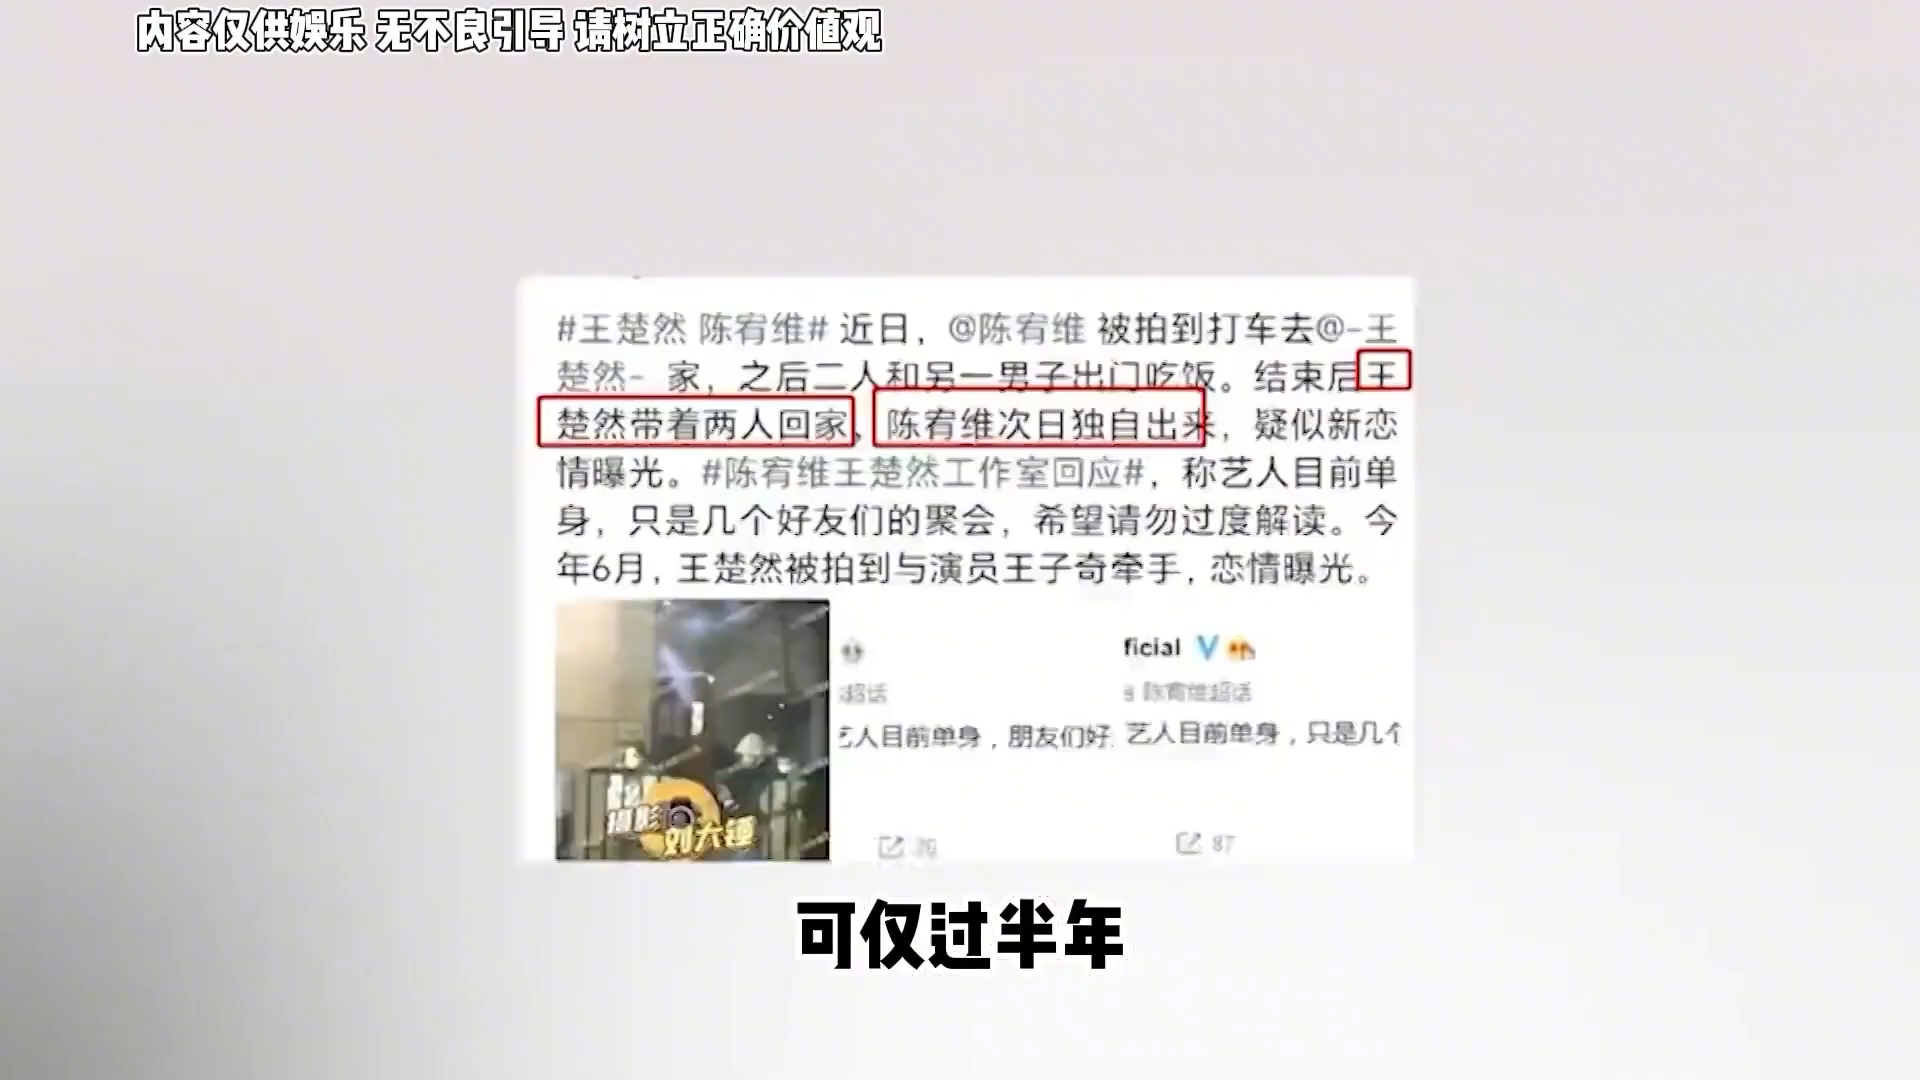 内容仅供娱乐 无不良引导 请树立正确价值观
#王楚然 陈宥维# 近日，@陈宥维 被拍到打车去@-王
楚然- 家，之后二人和另一男子出门吃饭。结束后王
楚然带着两人回家，陈宥维次日独自出来，疑似新恋
情曝光。#陈宥维王楚然工作室回应#，称艺人目前单
身，只是几个好友们的聚会，希望请勿过度解读。今
年6月，王楚然被拍到与演员王子奇牵手，恋情曝光。
ficial
超话
陈宥维超话
艺人目前单身，朋友们好
艺人目前单身，只是几个
摄影
刘大锤
87
可仅过半年